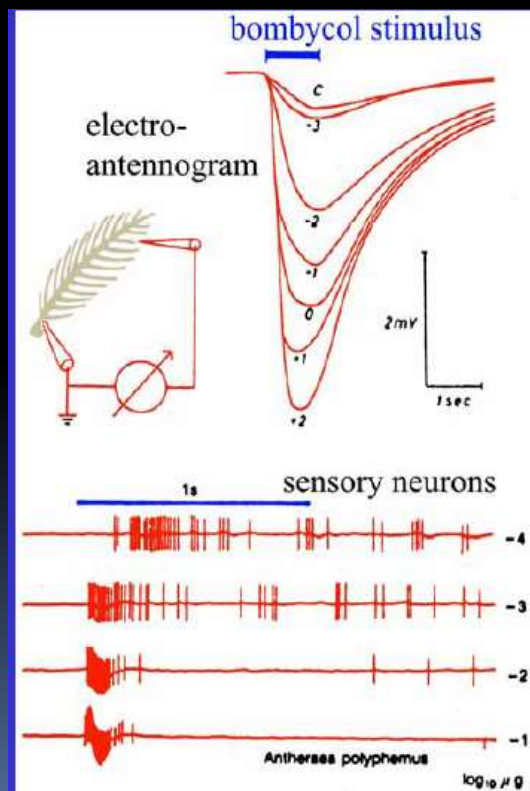 bombycol stimulus
electro-
antennogram
C
-3
-2
-1
0
+1
+2
2mV
1sec
1s
sensory neurons
-4
-3
-2
-1
Antheraea polyphemus
log₁₀ μg